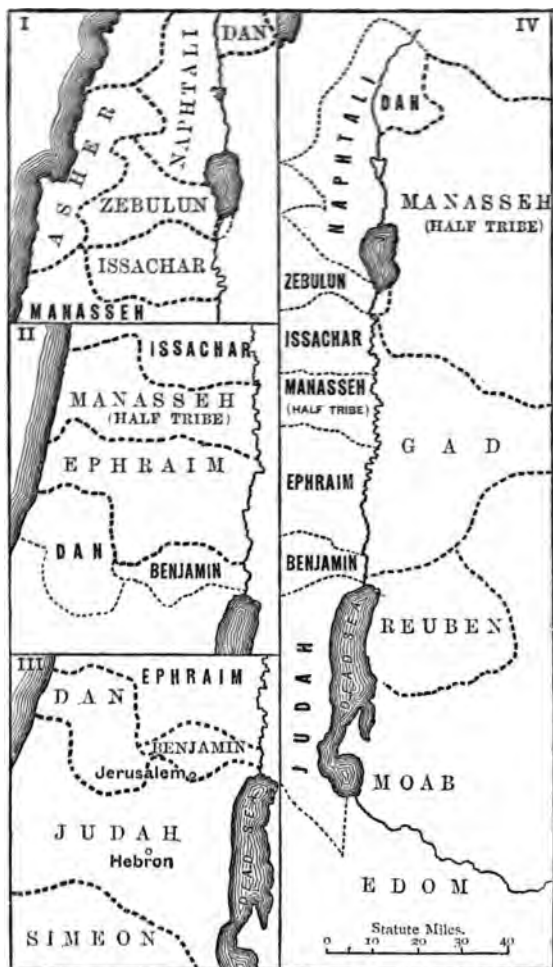 I
DAN
NAPHTALI
ASHER
ZEBULUN
ISSACHAR
MANASSEH
II
ISSACHAR
MANASSEH
(HALF TRIBE)
EPHRAIM
DAN
BENJAMIN
III
EPHRAIM
DAN
BENJAMIN
Jerusalem
JUDAH
Hebron
DEAD SEA
SIMEON
IV
NAPHTALI
DAN
MANASSEH
(HALF TRIBE)
ZEBULUN
ISSACHAR
MANASSEH
(HALF TRIBE)
GAD
EPHRAIM
BENJAMIN
REUBEN
DEAD SEA
JUDAH
MOAB
EDOM
Statute Miles.
0 10 20 40